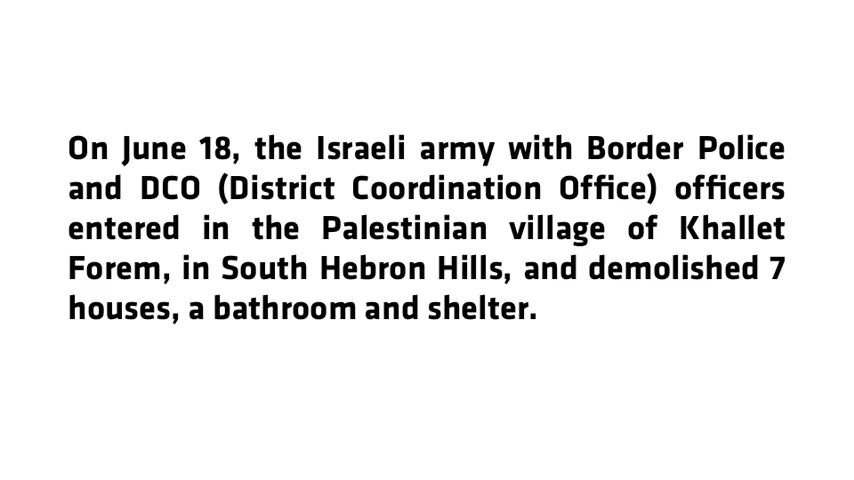 On June 18, the Israeli army with Border Police
and DCO (District Coordination Office) officers
entered in the Palestinian village of Khallet
Forem, in South Hebron Hills, and demolished 7
houses, a bathroom and shelter.